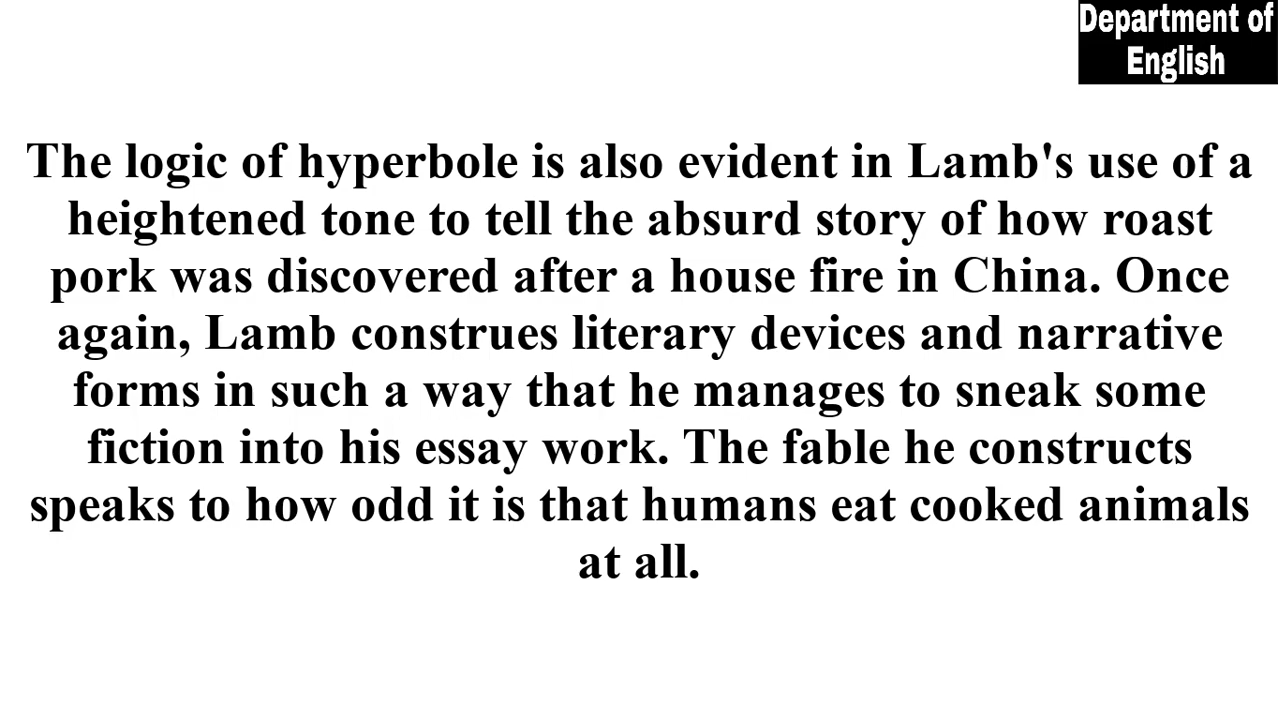 Department of
English
The logic of hyperbole is also evident in Lamb's use of a
heightened tone to tell the absurd story of how roast
pork was discovered after a house fire in China. Once
again, Lamb construes literary devices and narrative
forms in such a way that he manages to sneak some
fiction into his essay work. The fable he constructs
speaks to how odd it is that humans eat cooked animals
at all.